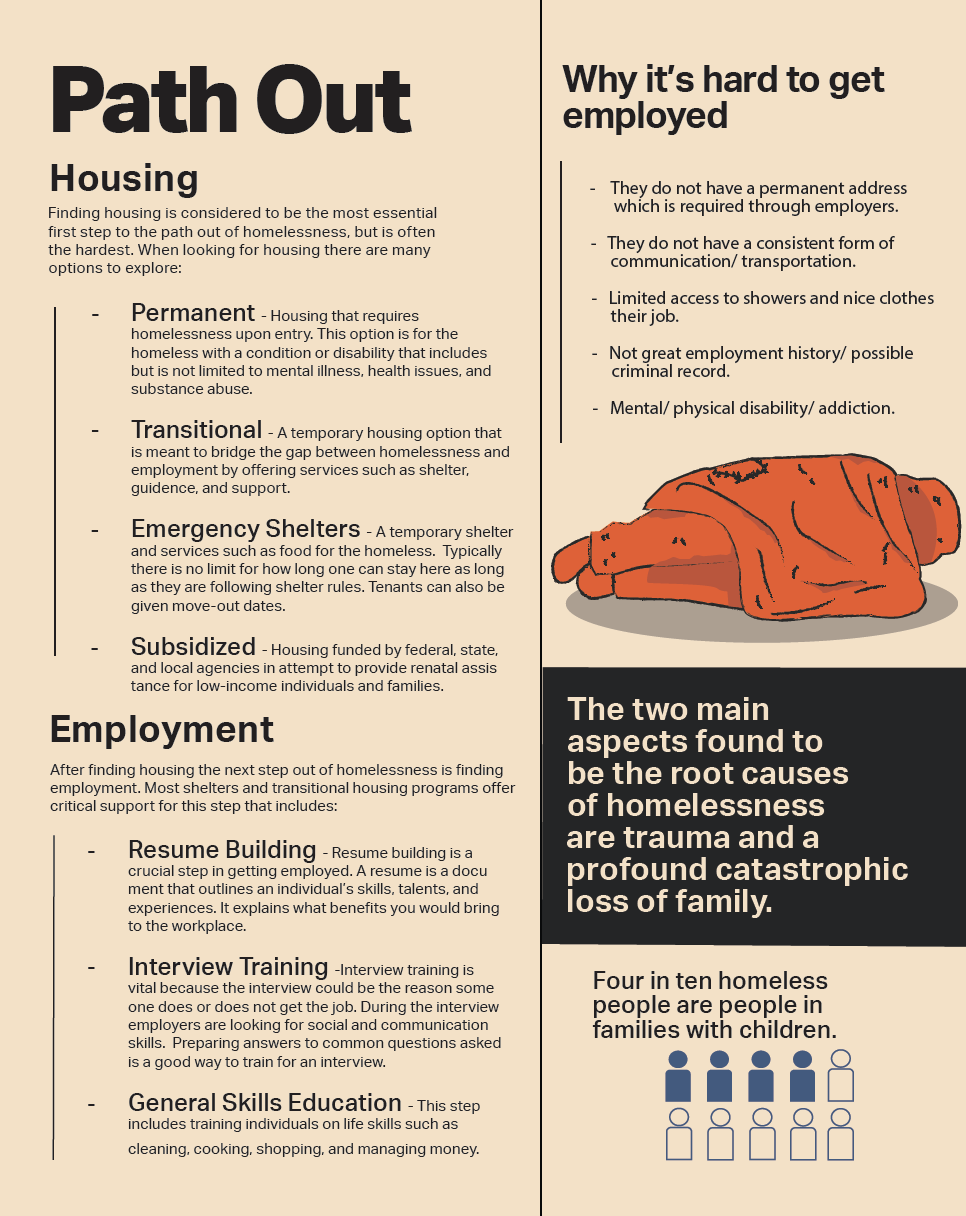 Path Out
Housing
Finding housing is considered to be the most essential
first step to the path out of homelessness, but is often
the hardest. When looking for housing there are many
options to explore:
- Permanent - Housing that requires
homelessness upon entry. This option is for the
homeless with a condition or disability that includes
but is not limited to mental illness, health issues, and
substance abuse.
- Transitional - A temporary housing option that
is meant to bridge the gap between homelessness and
employment by offering services such as shelter,
guidence, and support.
- Emergency Shelters - A temporary shelter
and services such as food for the homeless.  Typically
there is no limit for how long one can stay here as long
as they are following shelter rules. Tenants can also be
given move-out dates.
- Subsidized - Housing funded by federal, state,
and local agencies in attempt to provide renatal assis
tance for low-income individuals and families.
Employment
After finding housing the next step out of homelessness is finding
employment. Most shelters and transitional housing programs offer
critical support for this step that includes:
- Resume Building - Resume building is a
crucial step in getting employed. A resume is a docu
ment that outlines an individual's skills, talents, and
experiences. It explains what benefits you would bring
to the workplace.
- Interview Training -Interview training is
vital because the interview could be the reason some
one does or does not get the job. During the interview
employers are looking for social and communication
skills.  Preparing answers to common questions asked
is a good way to train for an interview.
- General Skills Education - This step
includes training individuals on life skills such as
cleaning, cooking, shopping, and managing money.
Why it's hard to get
employed
- They do not have a permanent address
which is required through employers.
- They do not have a consistent form of
communication/ transportation.
- Limited access to showers and nice clothes
their job.
- Not great employment history/ possible
criminal record.
- Mental/ physical disability/ addiction.
The two main
aspects found to
be the root causes
of homelessness
are trauma and a
profound catastrophic
loss of family.
Four in ten homeless
people are people in
families with children.